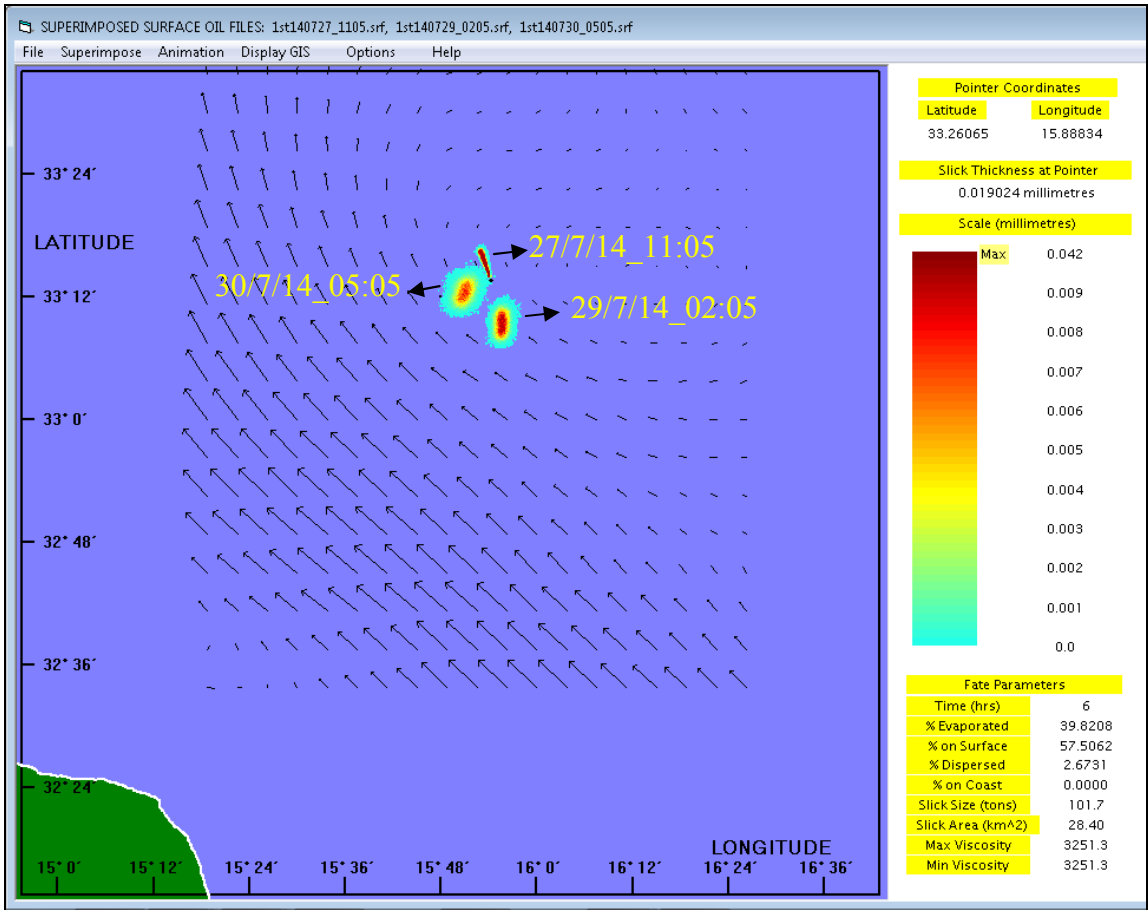 SUPERIMPOSED SURFACE OIL FILES: 1st140727_1105.srf, 1st140729_0205.srf, 1st140730_0505.srf
File Superimpose Animation Display GIS Options Help
33° 24´
LATITUDE
33° 12´
33° 0´
32° 48´
32° 36´
32° 24´
27/7/14_11:05
30/7/14_05:05
29/7/14_02:05
LONGITUDE
15° 0´ 15° 12´ 15° 24´ 15° 36´ 15° 48´ 16° 0´ 16° 12´ 16° 24´ 16° 36´
Pointer Coordinates
Latitude Longitude
33.26065 15.88834
Slick Thickness at Pointer
0.019024 millimetres
Scale (millimetres)
Max 0.042
0.009
0.008
0.007
0.006
0.005
0.004
0.003
0.002
0.001
0.0
Fate Parameters
Time (hrs) 6
% Evaporated 39.8208
% on Surface 57.5062
% Dispersed 2.6731
% on Coast 0.0000
Slick Size (tons) 101.7
Slick Area (km^2) 28.40
Max Viscosity 3251.3
Min Viscosity 3251.3